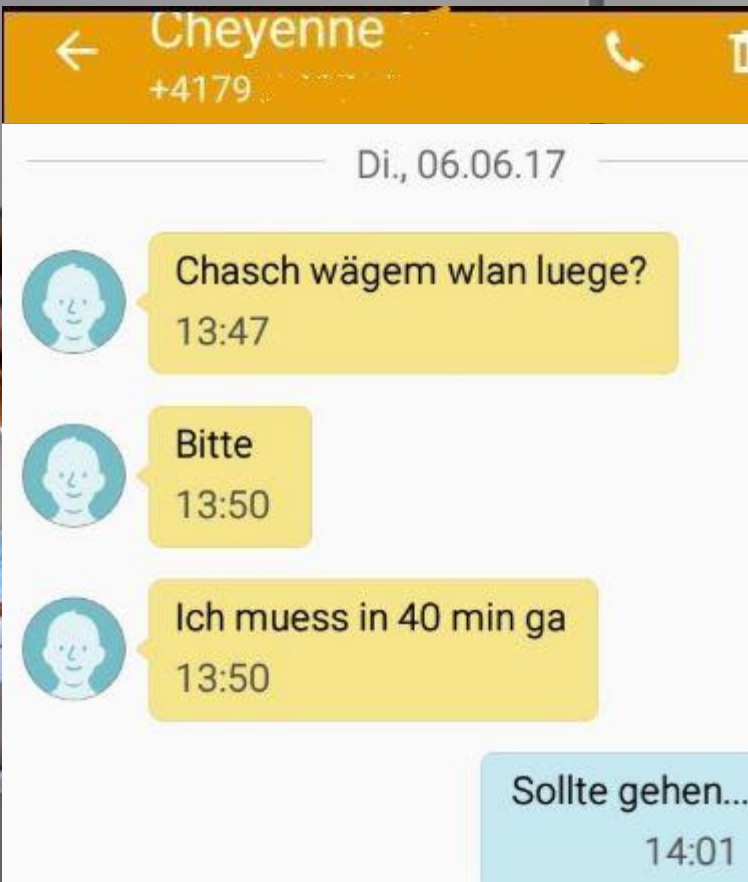 Cheyenne
+4179
Di., 06.06.17
Chasch wägem wlan luege?
13:47
Bitte
13:50
Ich muess in 40 min ga
13:50
Sollte gehen...
14:01